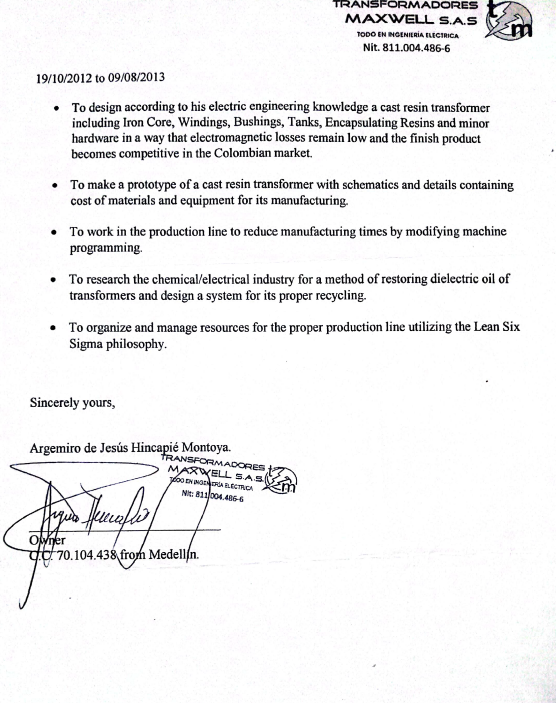 TRANSFORMADORES
MAXWELL S.A.S
TODO EN INGENIERÍA ELECTRICA
Nit. 811.004.486-6
tm
19/10/2012 to 09/08/2013
• To design according to his electric engineering knowledge a cast resin transformer
including Iron Core, Windings, Bushings, Tanks, Encapsulating Resins and minor
hardware in a way that electromagnetic losses remain low and the finish product
becomes competitive in the Colombian market.
• To make a prototype of a cast resin transformer with schematics and details containing
cost of materials and equipment for its manufacturing.
• To work in the production line to reduce manufacturing times by modifying machine
programming.
• To research the chemical/electrical industry for a method of restoring dielectric oil of
transformers and design a system for its proper recycling.
• To organize and manage resources for the proper production line utilizing the Lean Six
Sigma philosophy.
Sincerely yours,
Argemiro de Jesús Hincapié Montoya.
TRANSFORMADORES
MAXWELL S.A.S
TODO EN INGENIERÍA ELECTRICA
Nit: 811.004.486-6
tm
Owner
C.C. 70.104.438 from Medellín.